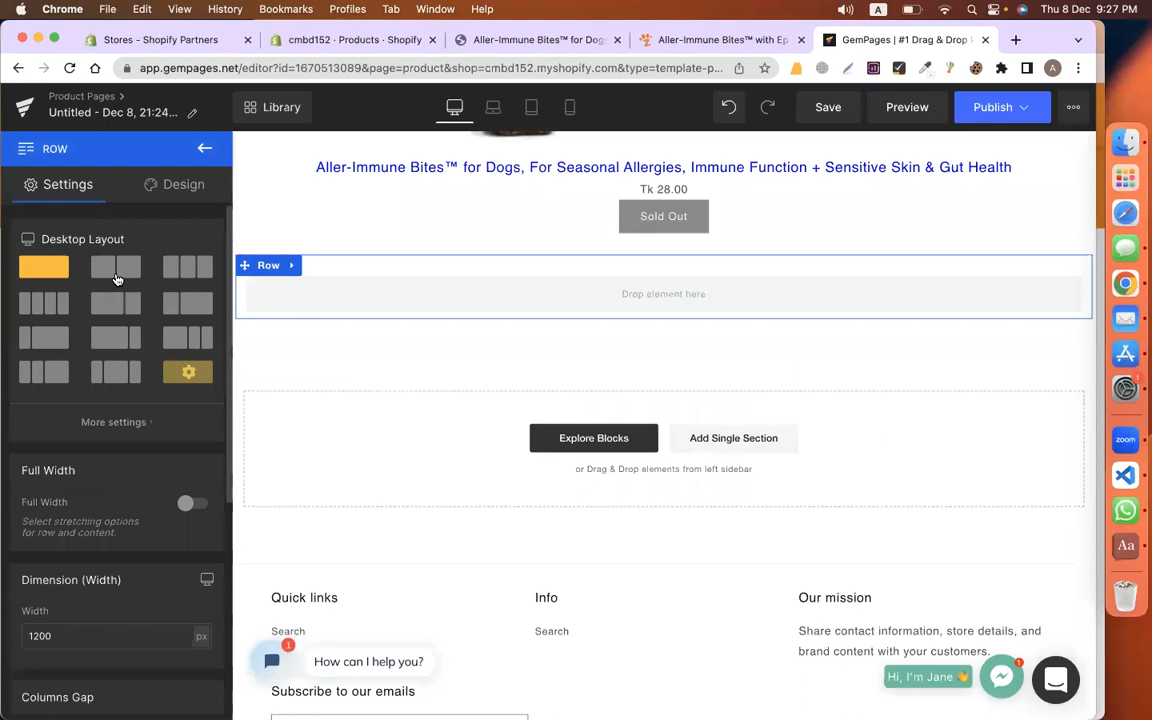 Chrome File Edit View History Bookmarks Profiles Tab Window Help A Thu 8 Dec 9:27 PM
Stores - Shopify Partners
cmbd152 · Products · Shopify
Aller-Immune Bites™ for Dogs
Aller-Immune Bites™ with Ep
GemPages | #1 Drag & Drop
app.gempages.net/editor?id=1670513089&page=product&shop=cmbd152.myshopify.com&type=template-p... A
Product Pages >
Untitled - Dec 8, 21:24...
Library
Save
Preview
Publish
ROW
Settings
Design
Desktop Layout
More settings
Full Width
Full Width
Select stretching options
for row and content.
Dimension (Width)
Width
1200 px
Columns Gap
Aller-Immune Bites™ for Dogs, For Seasonal Allergies, Immune Function + Sensitive Skin & Gut Health
Tk 28.00
Sold Out
Row
Drop element here
Explore Blocks
Add Single Section
or Drag & Drop elements from left sidebar
Quick links
Search
Info
Search
Our mission
Share contact information, store details, and
brand content with your customers.
1
How can I help you?
Subscribe to our emails
Hi, I'm Jane 👋
1
zoom
Aa